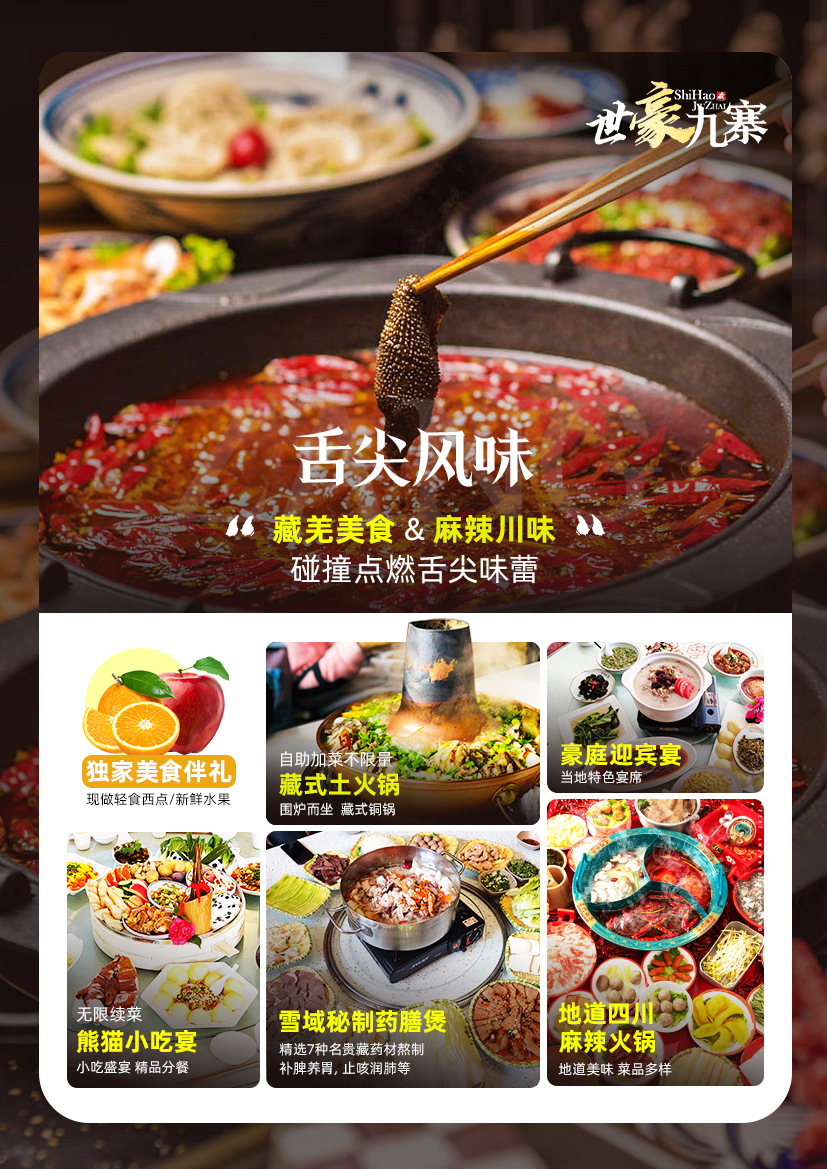 世豪九寨
ShiHao
JiuZHAI
舌尖风味
“ 藏羌美食 & 麻辣川味 ”
碰撞点燃舌尖味蕾
独家美食伴礼
现做轻食西点/新鲜水果
自助加菜不限量
藏式土火锅
围炉而坐 藏式铜锅
豪庭迎宾宴
当地特色宴席
无限续菜
熊猫小吃宴
小吃盛宴 精品分餐
雪域秘制药膳煲
精选7种名贵藏药材熬制
补脾养胃, 止咳润肺等
地道四川
麻辣火锅
地道美味 菜品多样